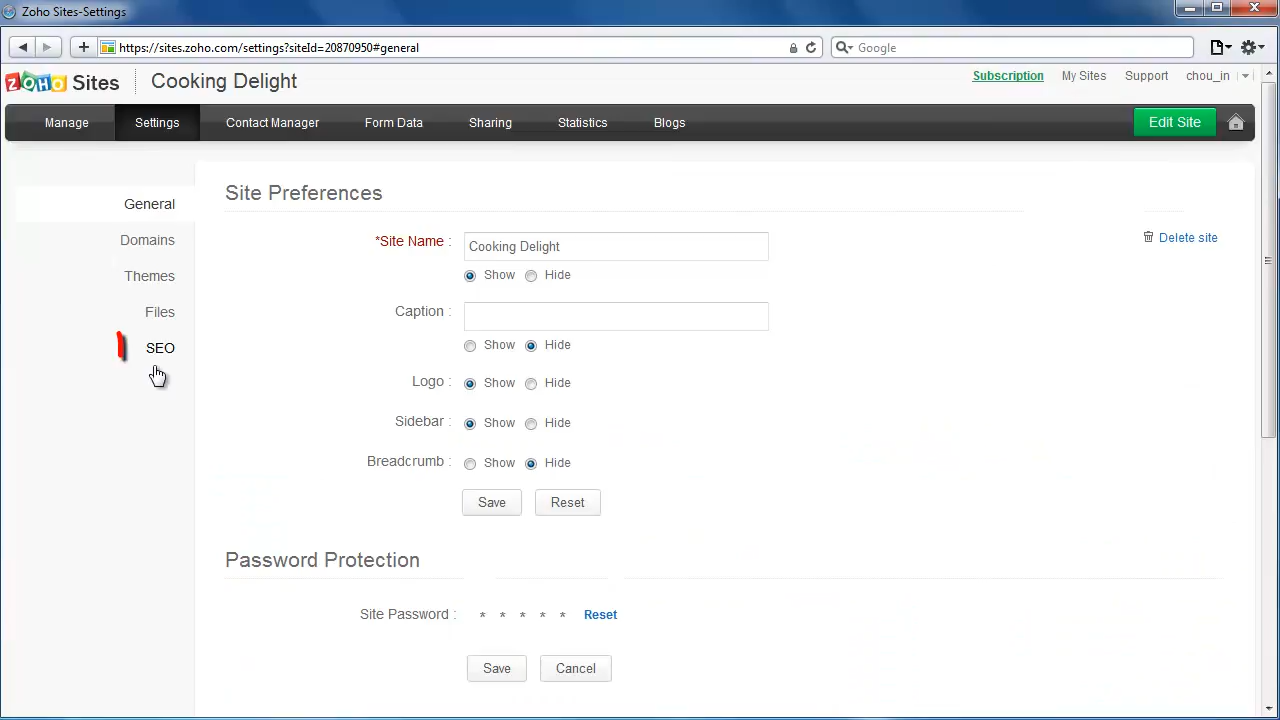 Zoho Sites-Settings
https://sites.zoho.com/settings?siteId=20870950#general
Google
ZOHO Sites
Cooking Delight
Subscription
My Sites
Support
chou_in
Manage
Settings
Contact Manager
Form Data
Sharing
Statistics
Blogs
Edit Site
General
Domains
Themes
Files
SEO
Site Preferences
Delete site
*Site Name :
Cooking Delight
Show
Hide
Caption :
Show
Hide
Logo :
Show
Hide
Sidebar :
Show
Hide
Breadcrumb :
Show
Hide
Save
Reset
Password Protection
Site Password :
* * * * *
Reset
Save
Cancel